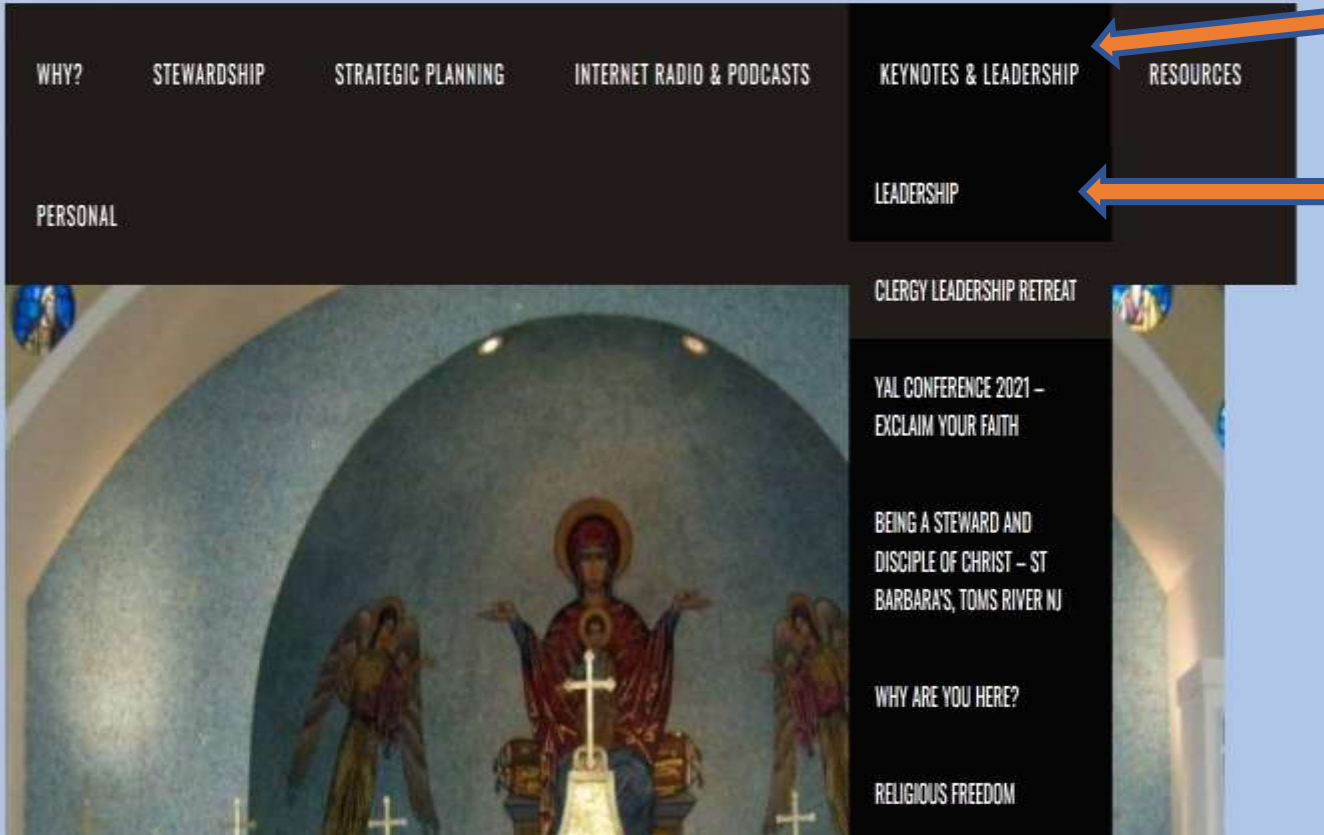 WHY?
STEWARDSHIP
STRATEGIC PLANNING
INTERNET RADIO & PODCASTS
KEYNOTES & LEADERSHIP
RESOURCES
PERSONAL
LEADERSHIP
CLERGY LEADERSHIP RETREAT
YAL CONFERENCE 2021 –
EXCLAIM YOUR FAITH
BEING A STEWARD AND
DISCIPLE OF CHRIST – ST
BARBARA'S, TOMS RIVER NJ
WHY ARE YOU HERE?
RELIGIOUS FREEDOM